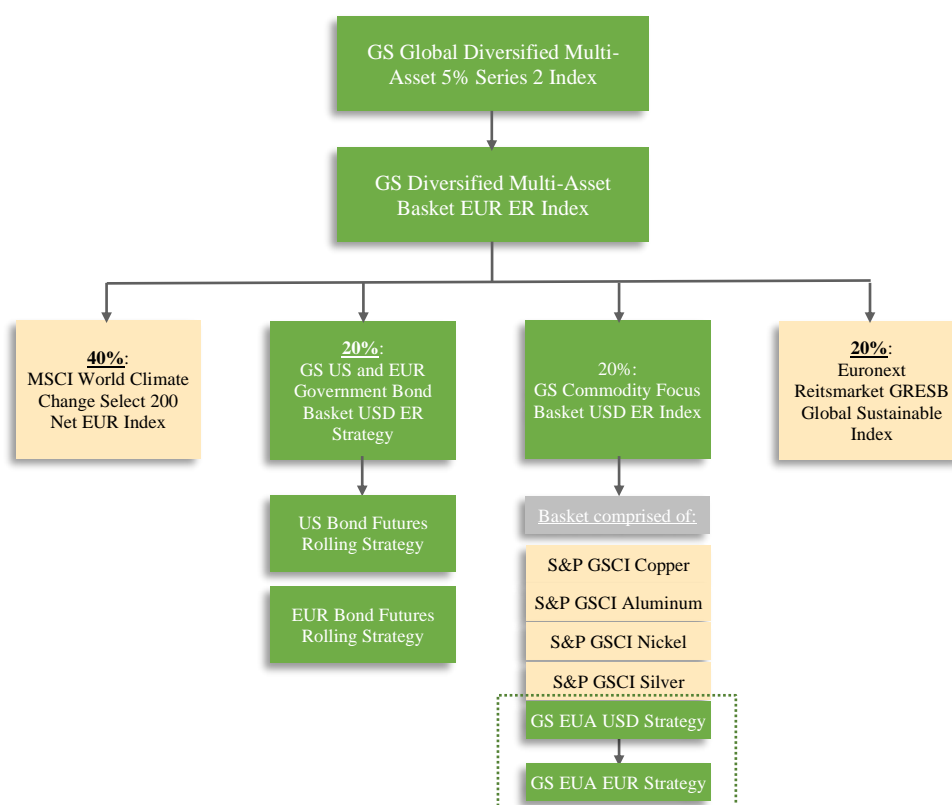 GS Global Diversified Multi-
Asset 5% Series 2 Index
GS Diversified Multi-Asset
Basket EUR ER Index
40%:
MSCI World Climate
Change Select 200
Net EUR Index
20%:
GS US and EUR
Government Bond
Basket USD ER
Strategy
20%:
GS Commodity Focus
Basket USD ER Index
20%:
Euronext
Reitsmarket GRESB
Global Sustainable
Index
US Bond Futures
Rolling Strategy
EUR Bond Futures
Rolling Strategy
Basket comprised of:
S&P GSCI Copper
S&P GSCI Aluminum
S&P GSCI Nickel
S&P GSCI Silver
GS EUA USD Strategy
GS EUA EUR Strategy